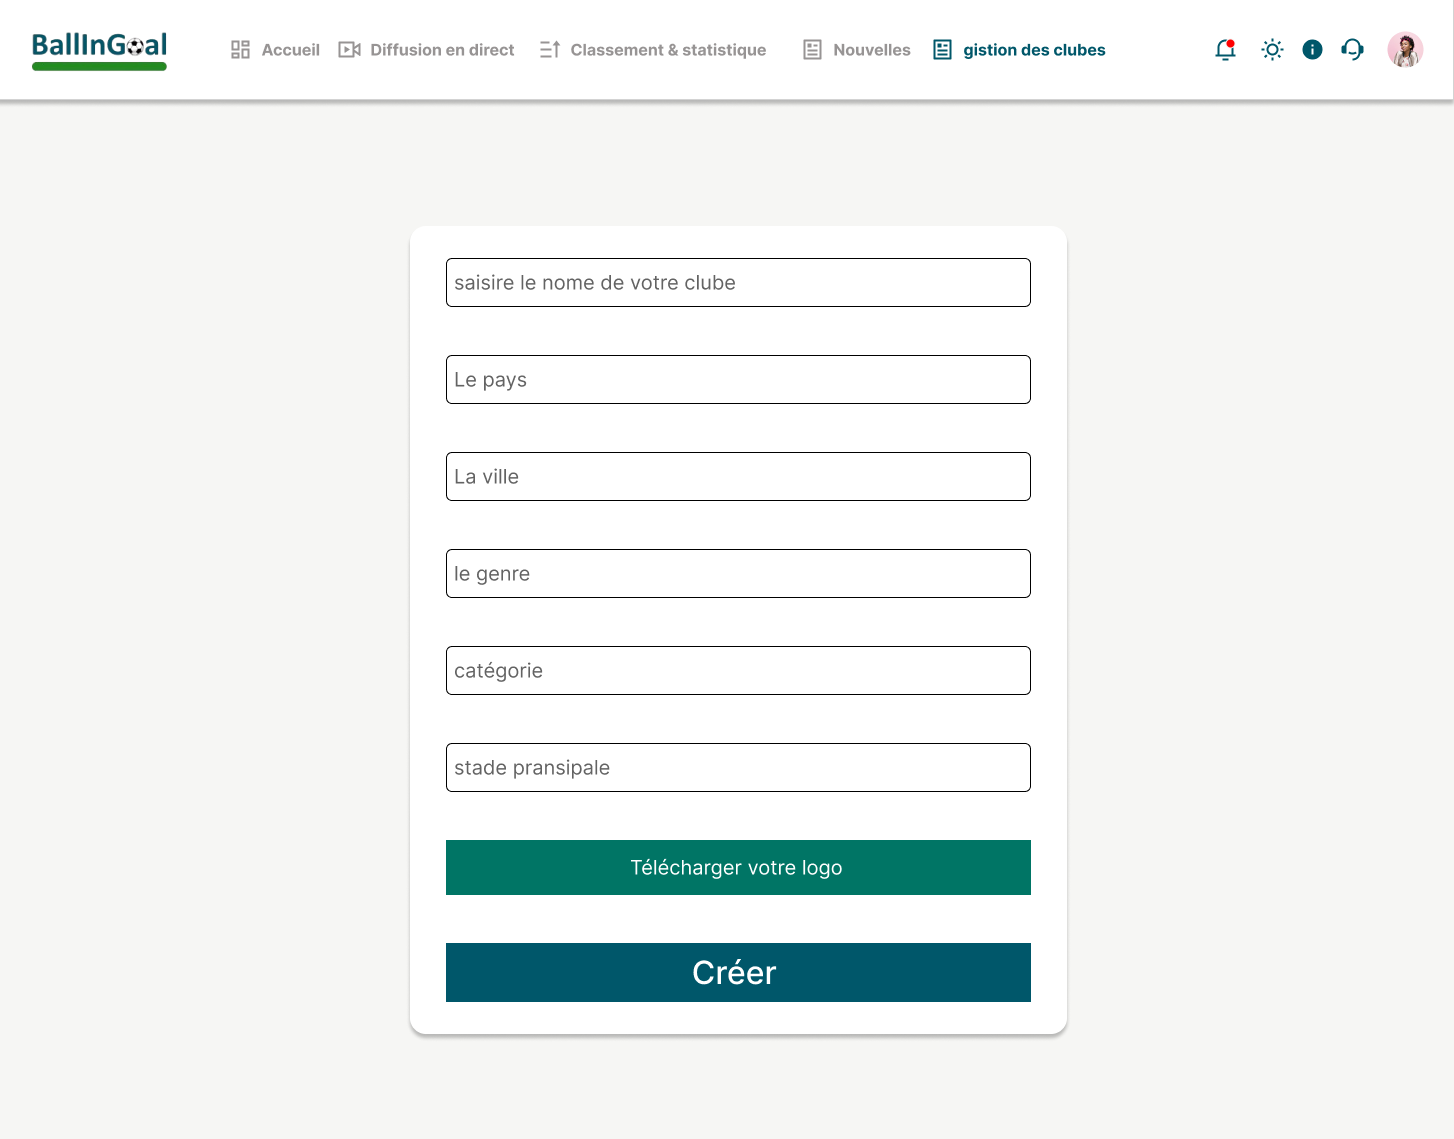 BallInGoal
Accueil
Diffusion en direct
Classement & statistique
Nouvelles
gistion des clubes
saisire le nome de votre clube
Le pays
La ville
le genre
catégorie
stade pransipale
Télécharger votre logo
Créer